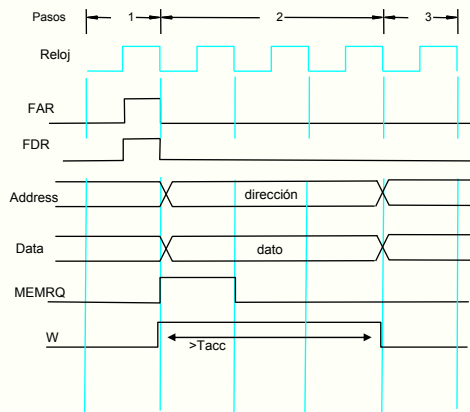 Pasos 1 2 3
Reloj
FAR
FDR
Address dirección
Data dato
MEMRQ
W >Tacc